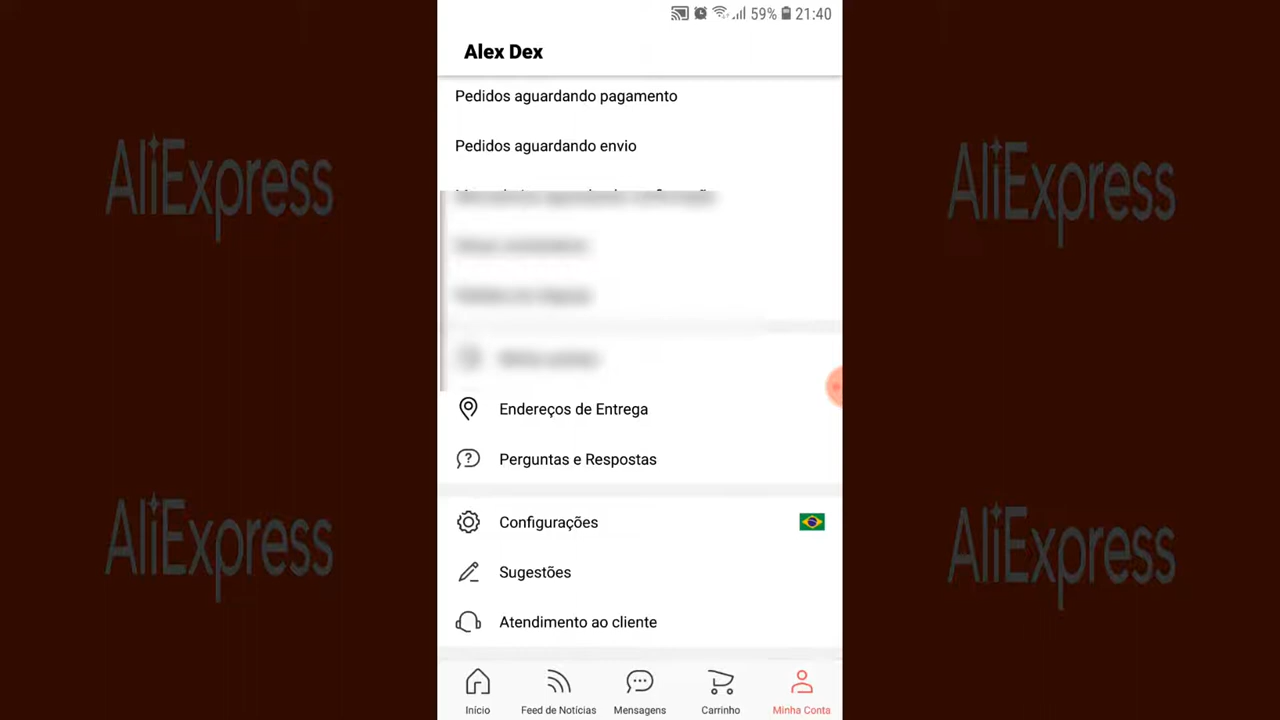 59% 21:40
Alex Dex
Pedidos aguardando pagamento
Pedidos aguardando envio
Endereços de Entrega
Perguntas e Respostas
Configurações
Sugestões
Atendimento ao cliente
Início Feed de Notícias Mensagens Carrinho Minha Conta
AliExpress AliExpress
AliExpress AliExpress